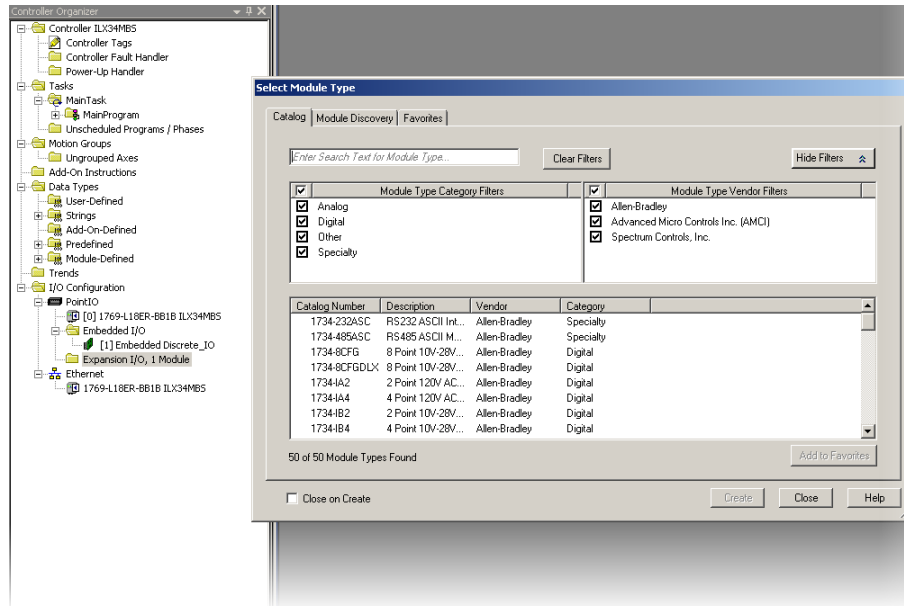 Controller Organizer
Controller ILX34MBS
Controller Tags
Controller Fault Handler
Power-Up Handler
Tasks
MainTask
MainProgram
Unscheduled Programs / Phases
Motion Groups
Ungrouped Axes
Add-On Instructions
Data Types
User-Defined
Strings
Add-On-Defined
Predefined
Module-Defined
Trends
I/O Configuration
PointIO
[0] 1769-L18ER-BB1B ILX34MBS
Embedded I/O
[1] Embedded Discrete_IO
Expansion I/O, 1 Module
Ethernet
1769-L18ER-BB1B ILX34MBS
Select Module Type
Catalog Module Discovery Favorites
Enter Search Text for Module Type... Clear Filters Hide Filters
Module Type Category Filters Module Type Vendor Filters
Analog Allen-Bradley
Digital Advanced Micro Controls Inc. (AMCI)
Other Spectrum Controls, Inc.
Specialty
Catalog Number Description Vendor Category
1734-232ASC RS232 ASCII Int... Allen-Bradley Specialty
1734-485ASC RS485 ASCII M... Allen-Bradley Specialty
1734-8CFG 8 Point 10V-28V... Allen-Bradley Digital
1734-8CFGDLX 8 Point 10V-28V... Allen-Bradley Digital
1734-IA2 2 Point 120V AC... Allen-Bradley Digital
1734-IA4 4 Point 120V AC... Allen-Bradley Digital
1734-IB2 2 Point 10V-28V... Allen-Bradley Digital
1734-IB4 4 Point 10V-28V... Allen-Bradley Digital
50 of 50 Module Types Found Add to Favorites
Close on Create Create Close Help